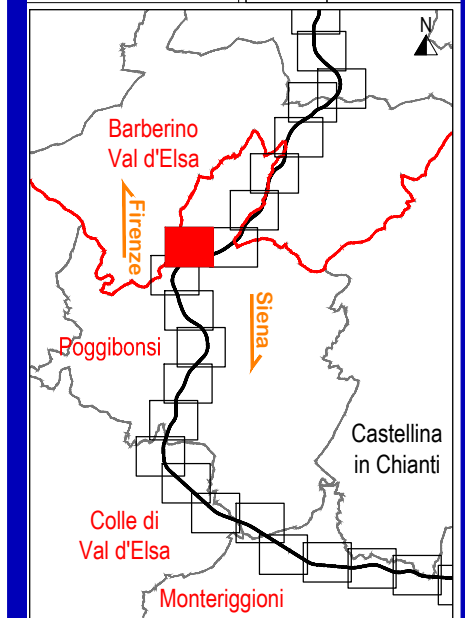 N
Barberino
Val d'Elsa
Firenze
Siena
Poggibonsi
Castellina
in Chianti
Colle di
Val d'Elsa
Monteriggioni